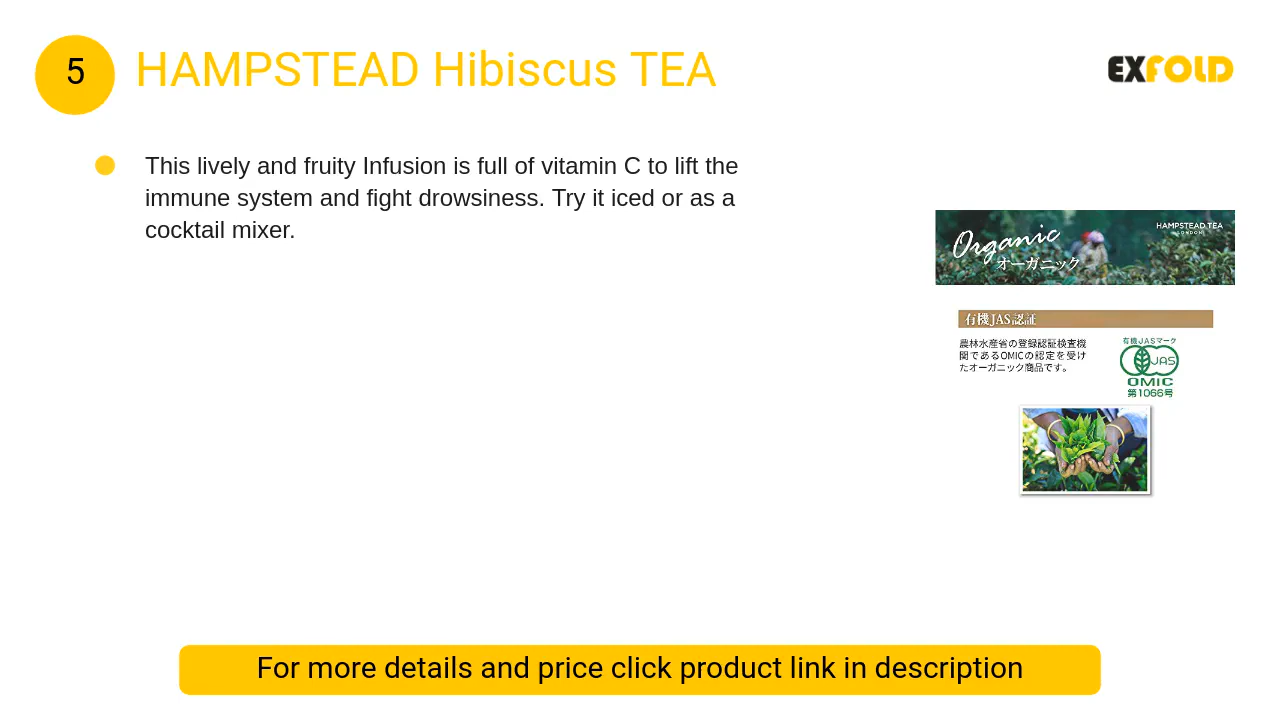 5
HAMPSTEAD Hibiscus TEA
EXFOLD
This lively and fruity Infusion is full of vitamin C to lift the
immune system and fight drowsiness. Try it iced or as a
cocktail mixer.
Organic
オーガニック
HAMPSTEAD TEA
LONDON
有機JAS認証
農林水産省の登録認証検査機
関であるOMICの認定を受け
たオーガニック商品です。
有機JASマーク
JAS
OMIC
第1066号
For more details and price click product link in description